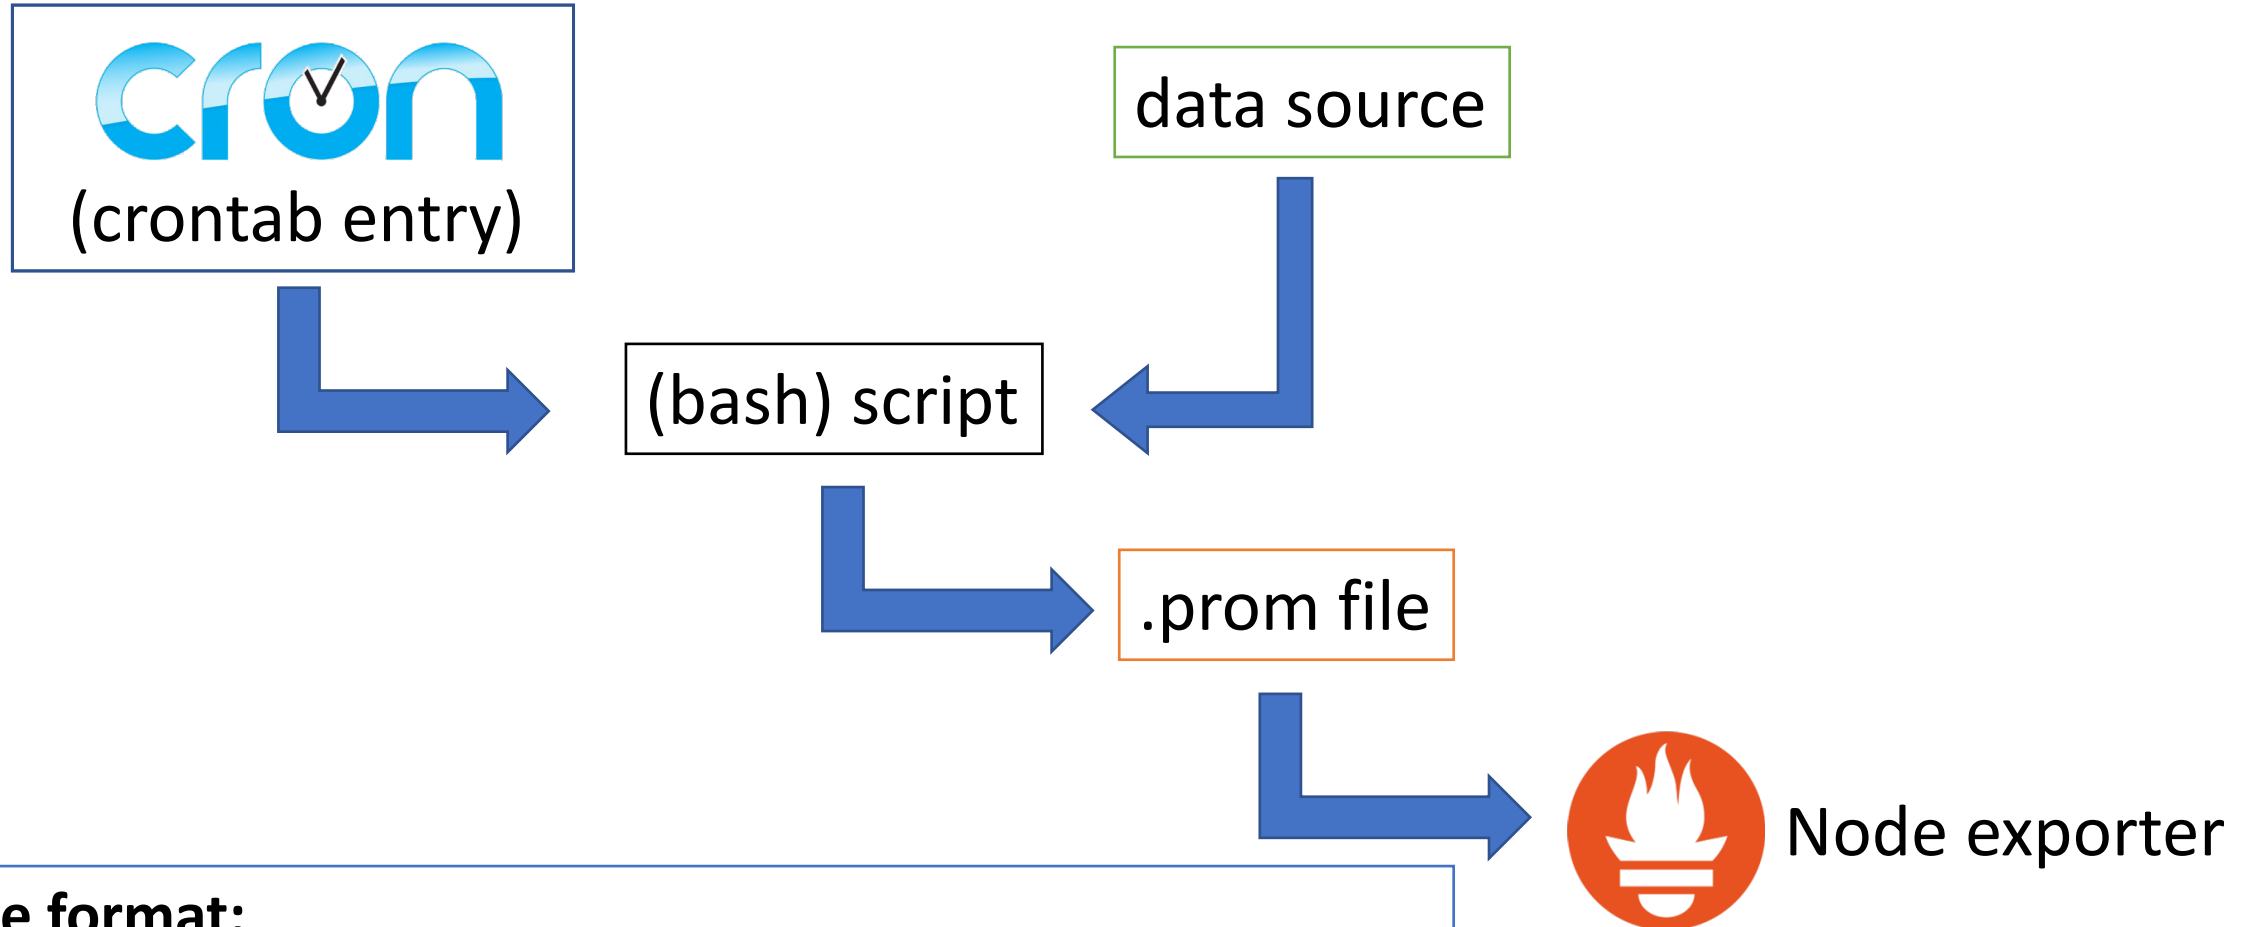 cron
(crontab entry)
data source
(bash) script
.prom file
Node exporter
format: